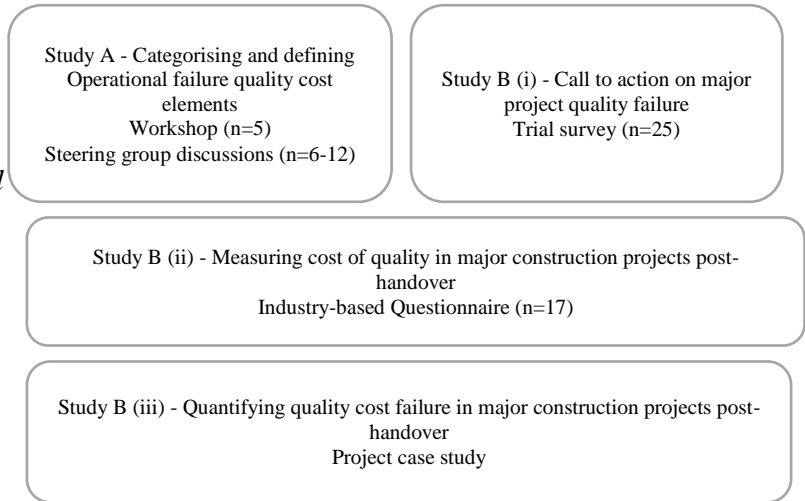 Study A - Categorising and defining
Operational failure quality cost
elements
Workshop (n=5)
Steering group discussions (n=6-12)
Study B (i) - Call to action on major
project quality failure
Trial survey (n=25)
Study B (ii) - Measuring cost of quality in major construction projects post-
handover
Industry-based Questionnaire (n=17)
Study B (iii) - Quantifying quality cost failure in major construction projects post-
handover
Project case study